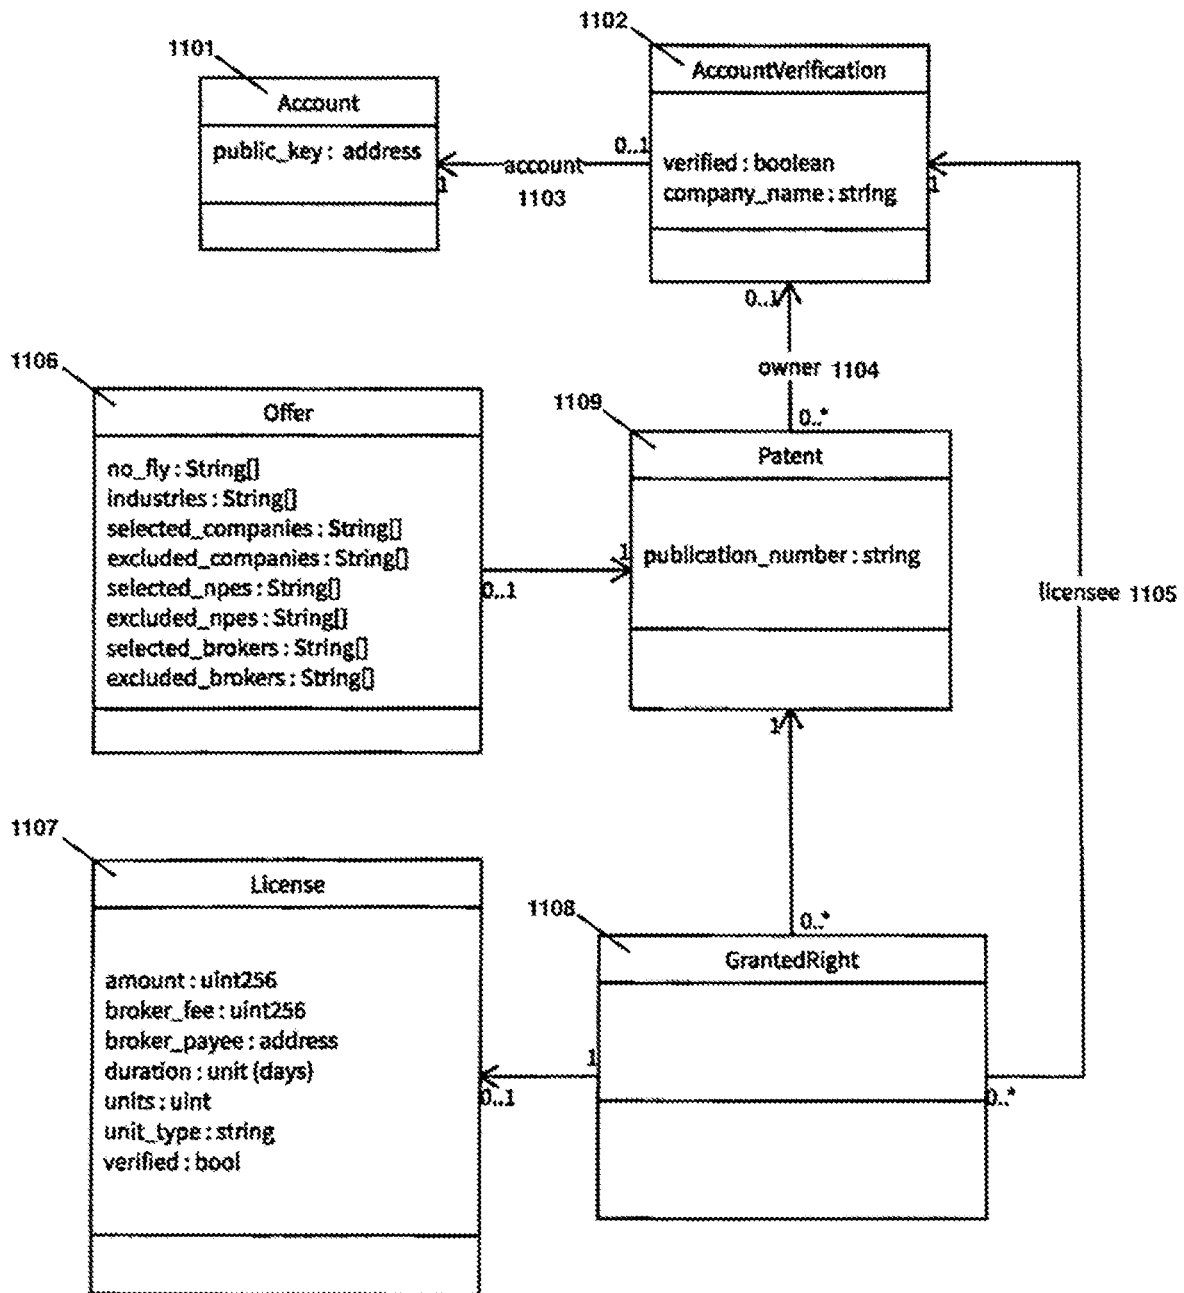 1101
Account
public_key : address
1102
AccountVerification
verified : boolean
company_name : string
0..1
account
1103
1
1
0..1
owner 1104
0..*
licensee 1105
1106
Offer
no_fly : String[]
industries : String[]
selected_companies : String[]
excluded_companies : String[]
selected_npes : String[]
excluded_npes : String[]
selected_brokers : String[]
excluded_brokers : String[]
0..1
1
1109
Patent
publication_number : string
1
0..*
1107
License
amount : uint256
broker_fee : uint256
broker_payee : address
duration : unit (days)
units : uint
unit_type : string
verified : bool
0..1
1
1108
GrantedRight
0..*